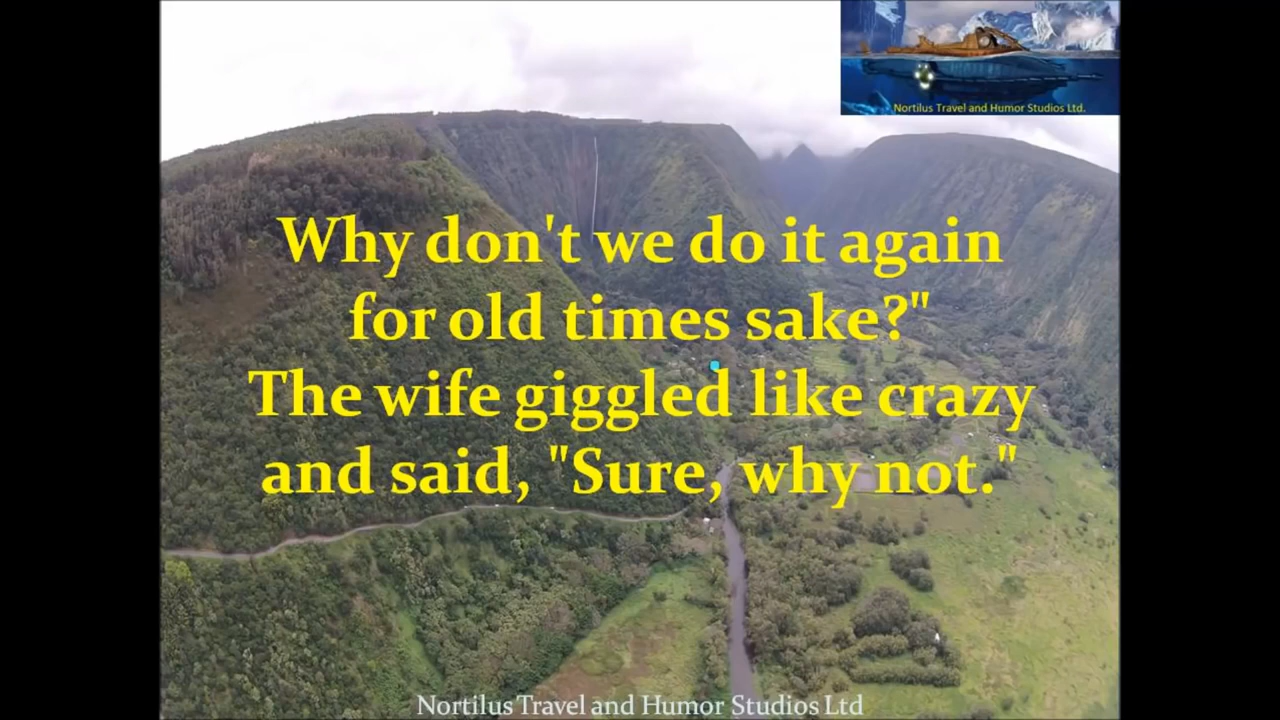 Nortilus Travel and Humor Studios Ltd.
Why don't we do it again
for old times sake?"
The wife giggled like crazy
and said, "Sure, why not."
Nortilus Travel and Humor Studios Ltd